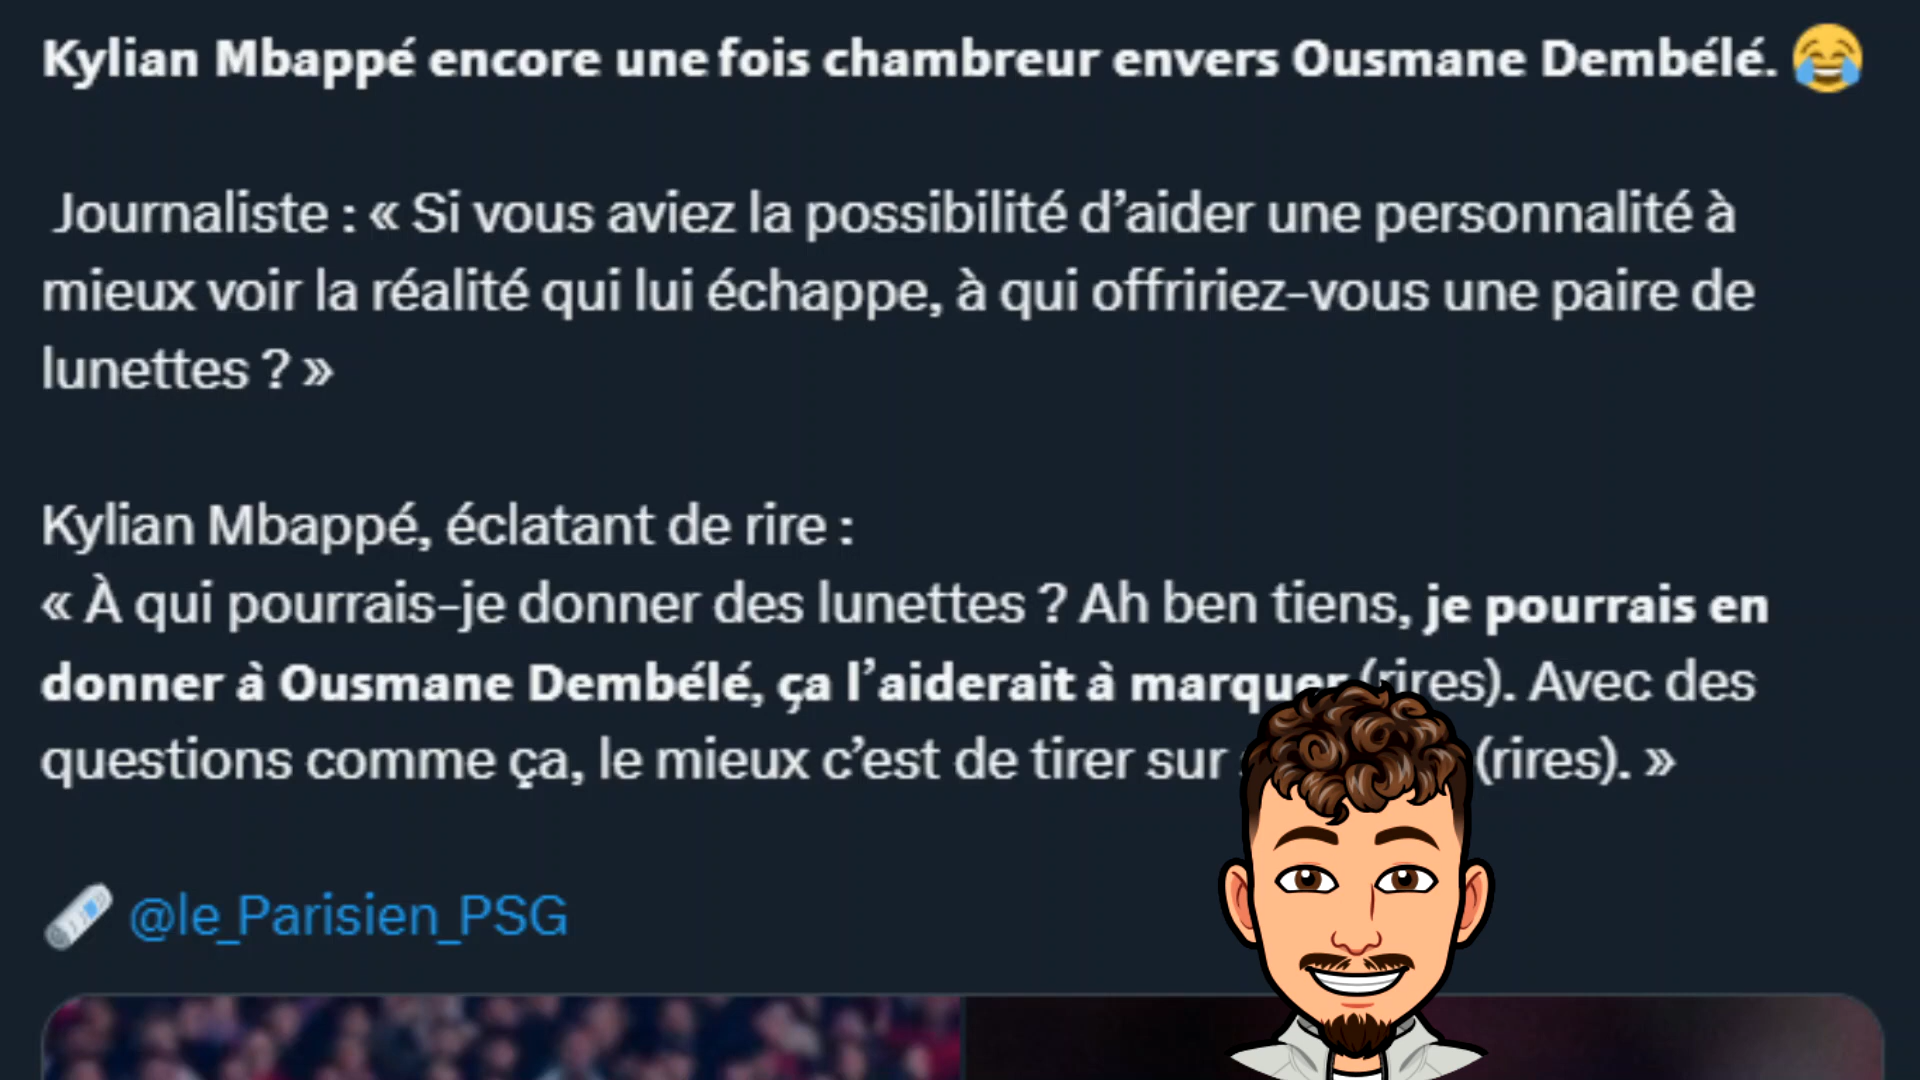 Kylian Mbappé encore une fois chambreur envers Ousmane Dembélé. 😂
Journaliste : « Si vous aviez la possibilité d’aider une personnalité à
mieux voir la réalité qui lui échappe, à qui offririez-vous une paire de
lunettes ? »
Kylian Mbappé, éclatant de rire :
« À qui pourrais-je donner des lunettes ? Ah ben tiens, je pourrais en
donner à Ousmane Dembélé, ça l’aiderait à marquer (rires). Avec des
questions comme ça, le mieux c’est de tirer sur (rires). »
🗞️ @le_Parisien_PSG